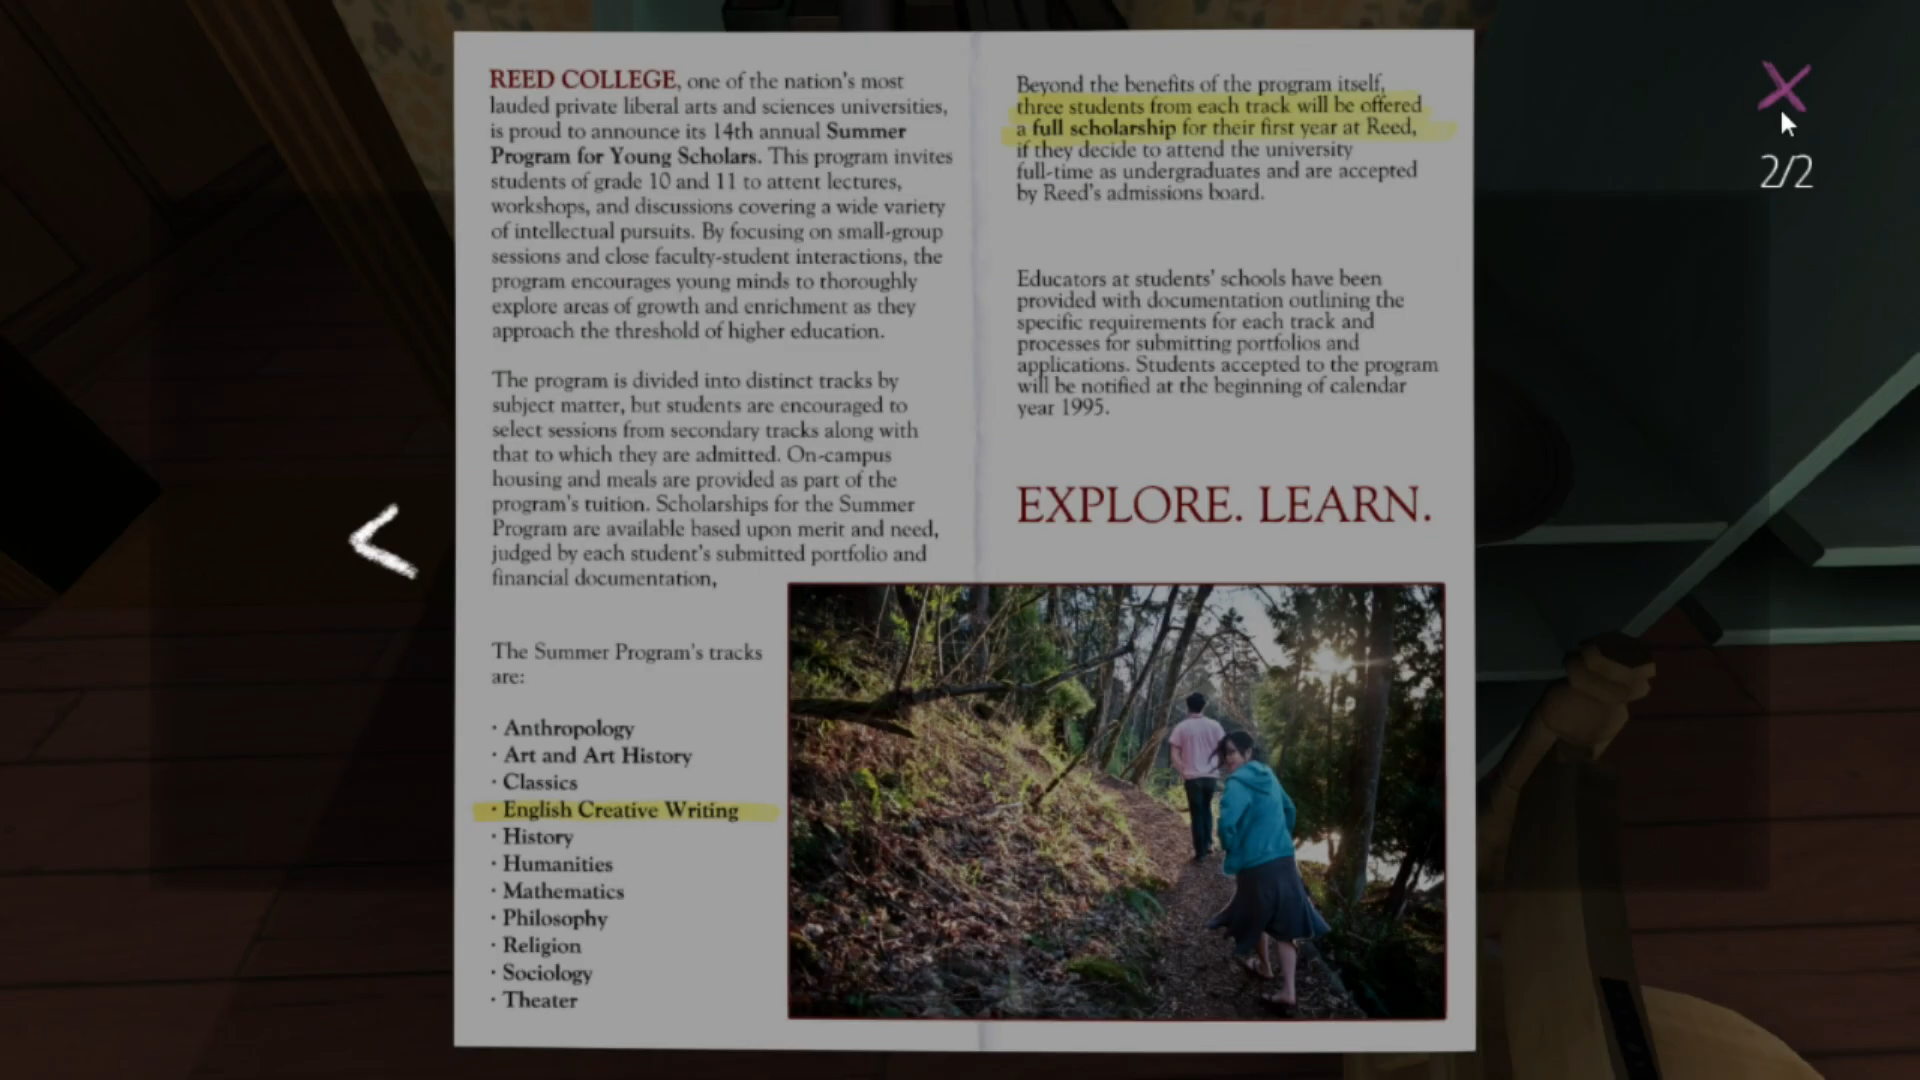 REED COLLEGE, one of the nation's most
lauded private liberal arts and sciences universities,
is proud to announce its 14th annual Summer
Program for Young Scholars. This program invites
students of grade 10 and 11 to attent lectures,
workshops, and discussions covering a wide variety
of intellectual pursuits. By focusing on small-group
sessions and close faculty-student interactions, the
program encourages young minds to thoroughly
explore areas of growth and enrichment as they
approach the threshold of higher education.
The program is divided into distinct tracks by
subject matter, but students are encouraged to
select sessions from secondary tracks along with
that to which they are admitted. On-campus
housing and meals are provided as part of the
program's tuition. Scholarships for the Summer
Program are available based upon merit and need,
judged by each student's submitted portfolio and
financial documentation,
The Summer Program's tracks
are:
· Anthropology
· Art and Art History
· Classics
· English Creative Writing
· History
· Humanities
· Mathematics
· Philosophy
· Religion
· Sociology
· Theater
Beyond the benefits of the program itself,
three students from each track will be offered
a full scholarship for their first year at Reed,
if they decide to attend the university
full-time as undergraduates and are accepted
by Reed's admissions board.
Educators at students' schools have been
provided with documentation outlining the
specific requirements for each track and
processes for submitting portfolios and
applications. Students accepted to the program
will be notified at the beginning of calendar
year 1995.
EXPLORE. LEARN.
2/2